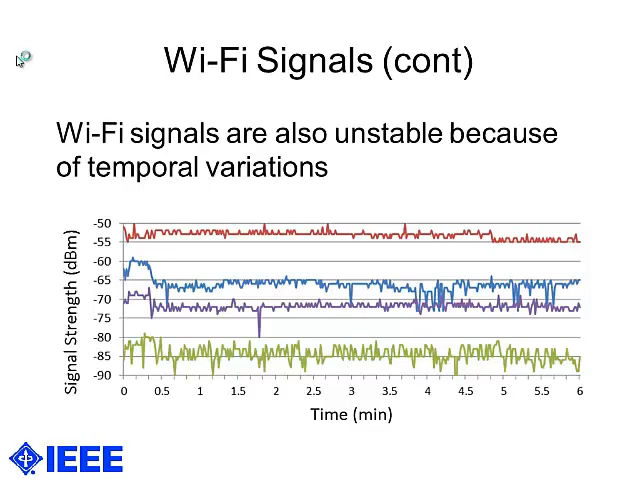 Wi-Fi Signals (cont)
Wi-Fi signals are also unstable because
of temporal variations
Signal Strength (dBm)
-50
-55
-60
-65
-70
-75
-80
-85
-90
0 0.5 1 1.5 2 2.5 3 3.5 4 4.5 5 5.5 6
Time (min)
IEEE